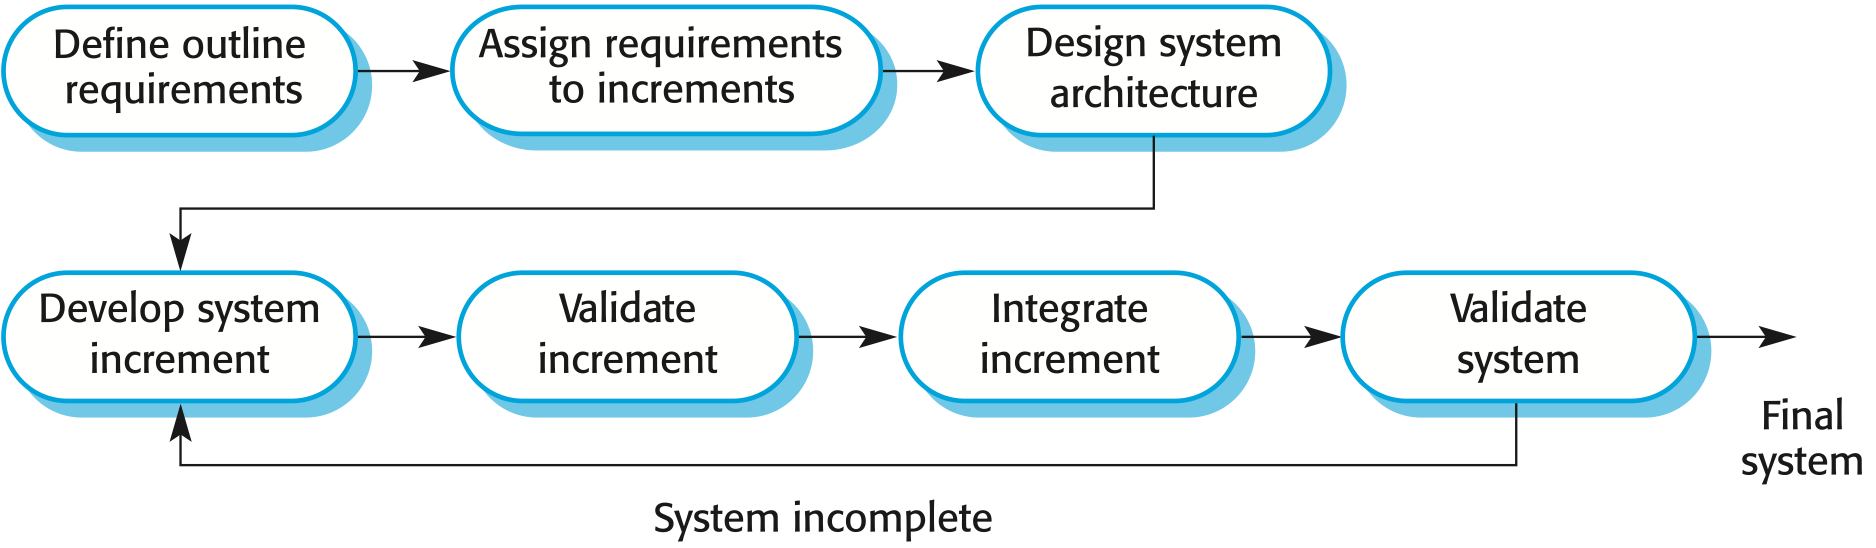 Define outline
requirements
Assign requirements
to increments
Design system
architecture
Develop system
increment
Validate
increment
Integrate
increment
Validate
system
Final
system
System incomplete